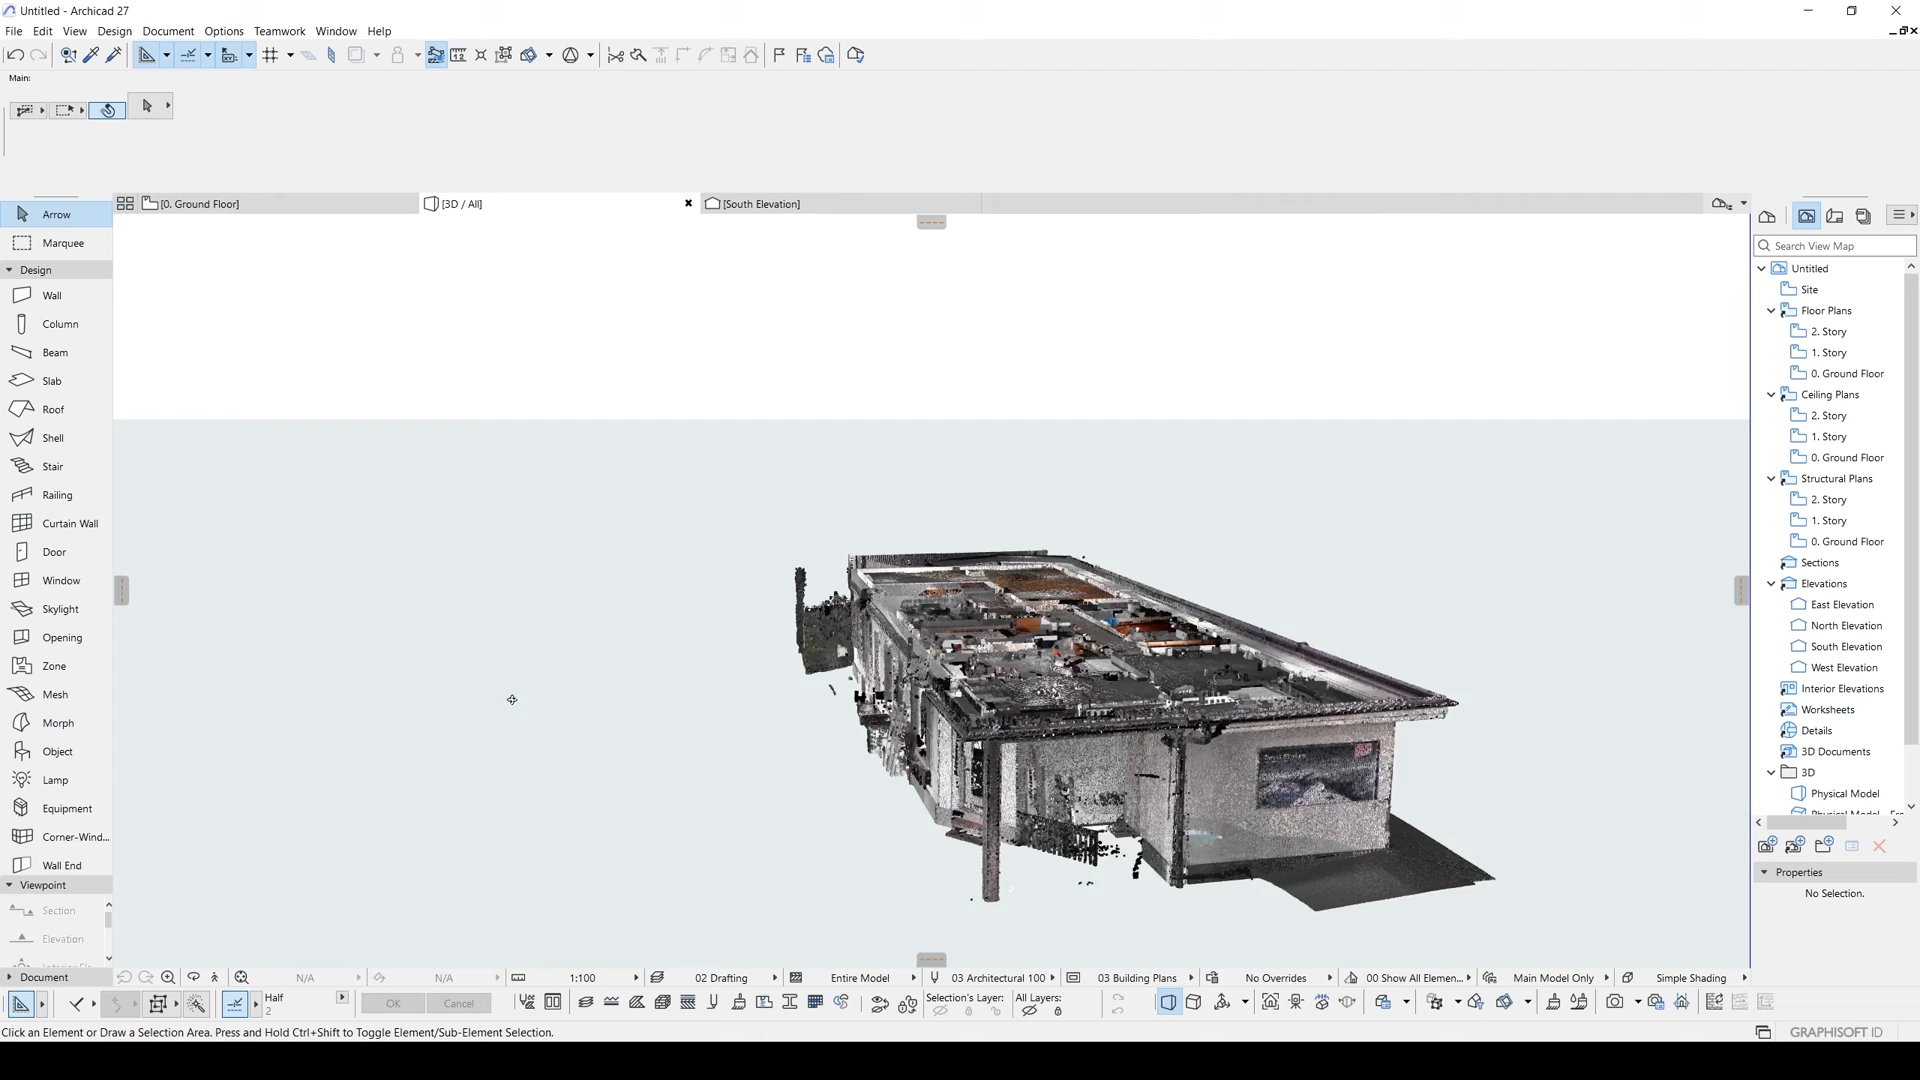 Untitled - Archicad 27
File Edit View Design Document Options Teamwork Window Help
Main:
[0. Ground Floor]
[3D / All]
[South Elevation]
Arrow
Marquee
Design
Wall
Column
Beam
Slab
Roof
Shell
Stair
Railing
Curtain Wall
Door
Window
Skylight
Opening
Zone
Mesh
Morph
Object
Lamp
Equipment
Corner-Wind...
Wall End
Viewpoint
Section
Elevation
Document
Search View Map
Untitled
Site
Floor Plans
2. Story
1. Story
0. Ground Floor
Ceiling Plans
2. Story
1. Story
0. Ground Floor
Structural Plans
2. Story
1. Story
0. Ground Floor
Sections
Elevations
East Elevation
North Elevation
South Elevation
West Elevation
Interior Elevations
Worksheets
Details
3D Documents
3D
Physical Model
Properties
No Selection.
N/A N/A 1:100 02 Drafting Entire Model 03 Architectural 100 03 Building Plans No Overrides 00 Show All Elemen... Main Model Only Simple Shading
Half
2
OK Cancel
Selection's Layer: All Layers:
Click an Element or Draw a Selection Area. Press and Hold Ctrl+Shift to Toggle Element/Sub-Element Selection.
GRAPHISOFT ID